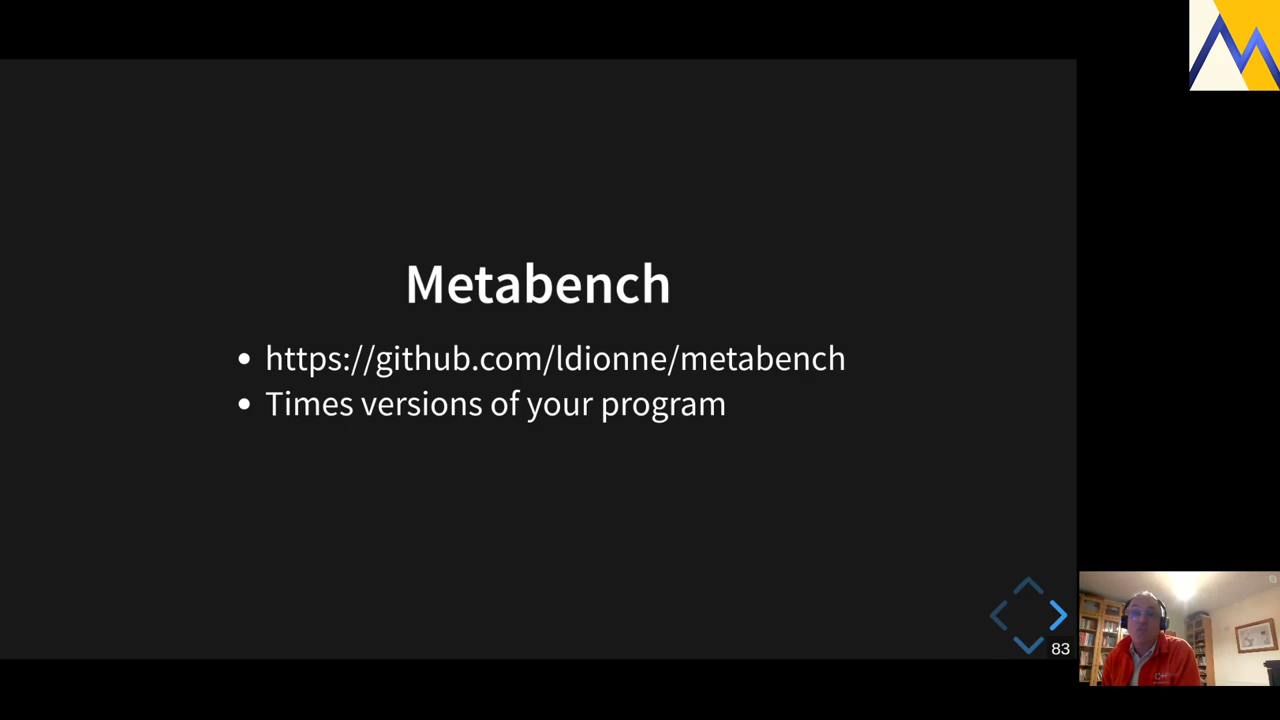 Metabench
• https://github.com/ldionne/metabench
• Times versions of your program
83
C++